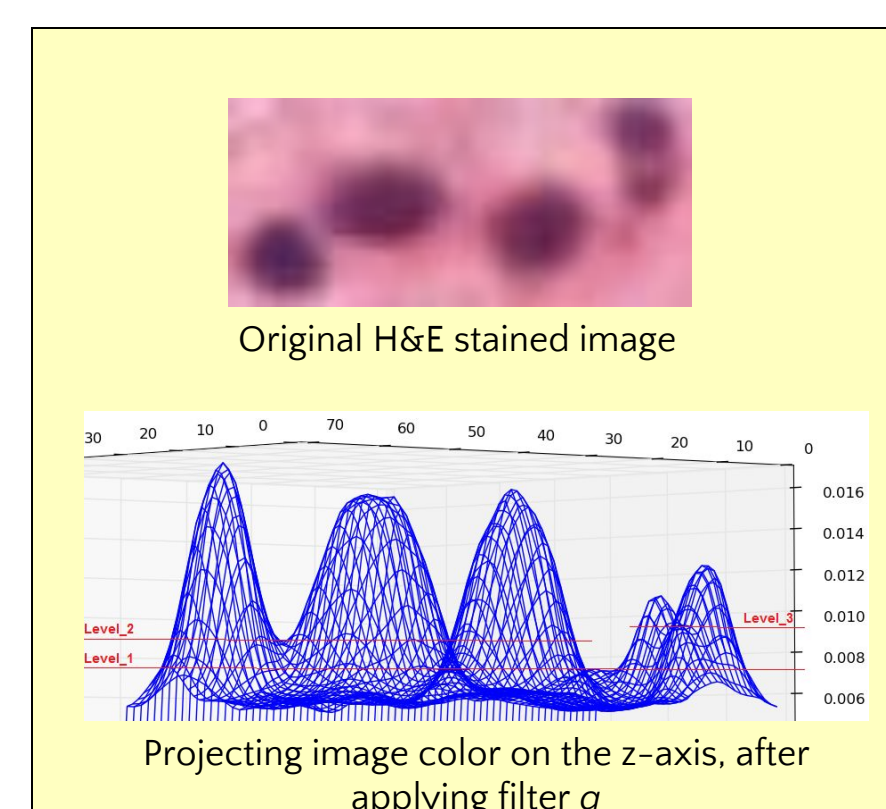 Original H&E stained image
30 20 10 0 70 60 50 40 30 20 10 0
0.016
0.014
0.012
Level_2 0.010 Level_3
Level_1 0.008
0.006
Projecting image color on the z-axis, after
applying filter g